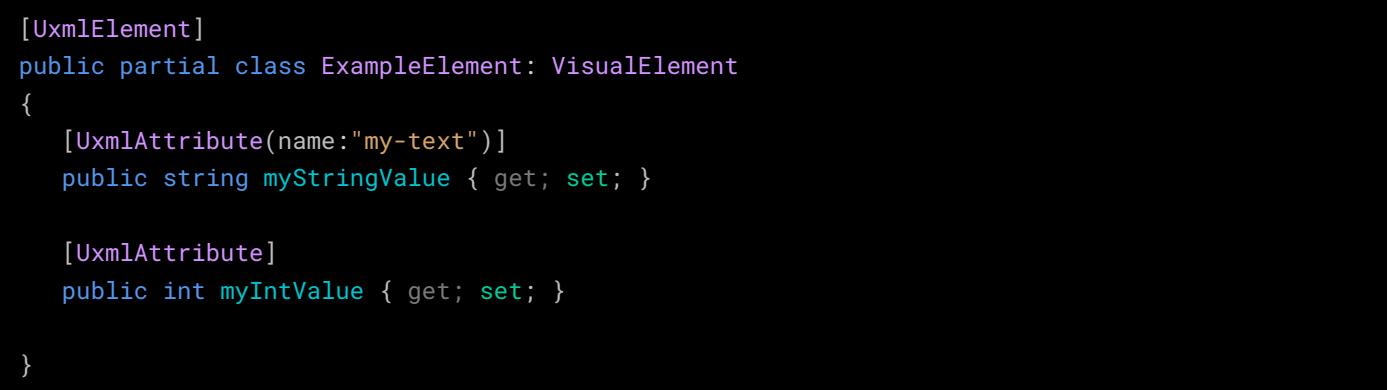 [UxmlElement]
public partial class ExampleElement: VisualElement
{
[UxmlAttribute(name:"my-text")]
public string myStringValue { get; set; }
[UxmlAttribute]
public int myIntValue { get; set; }
}